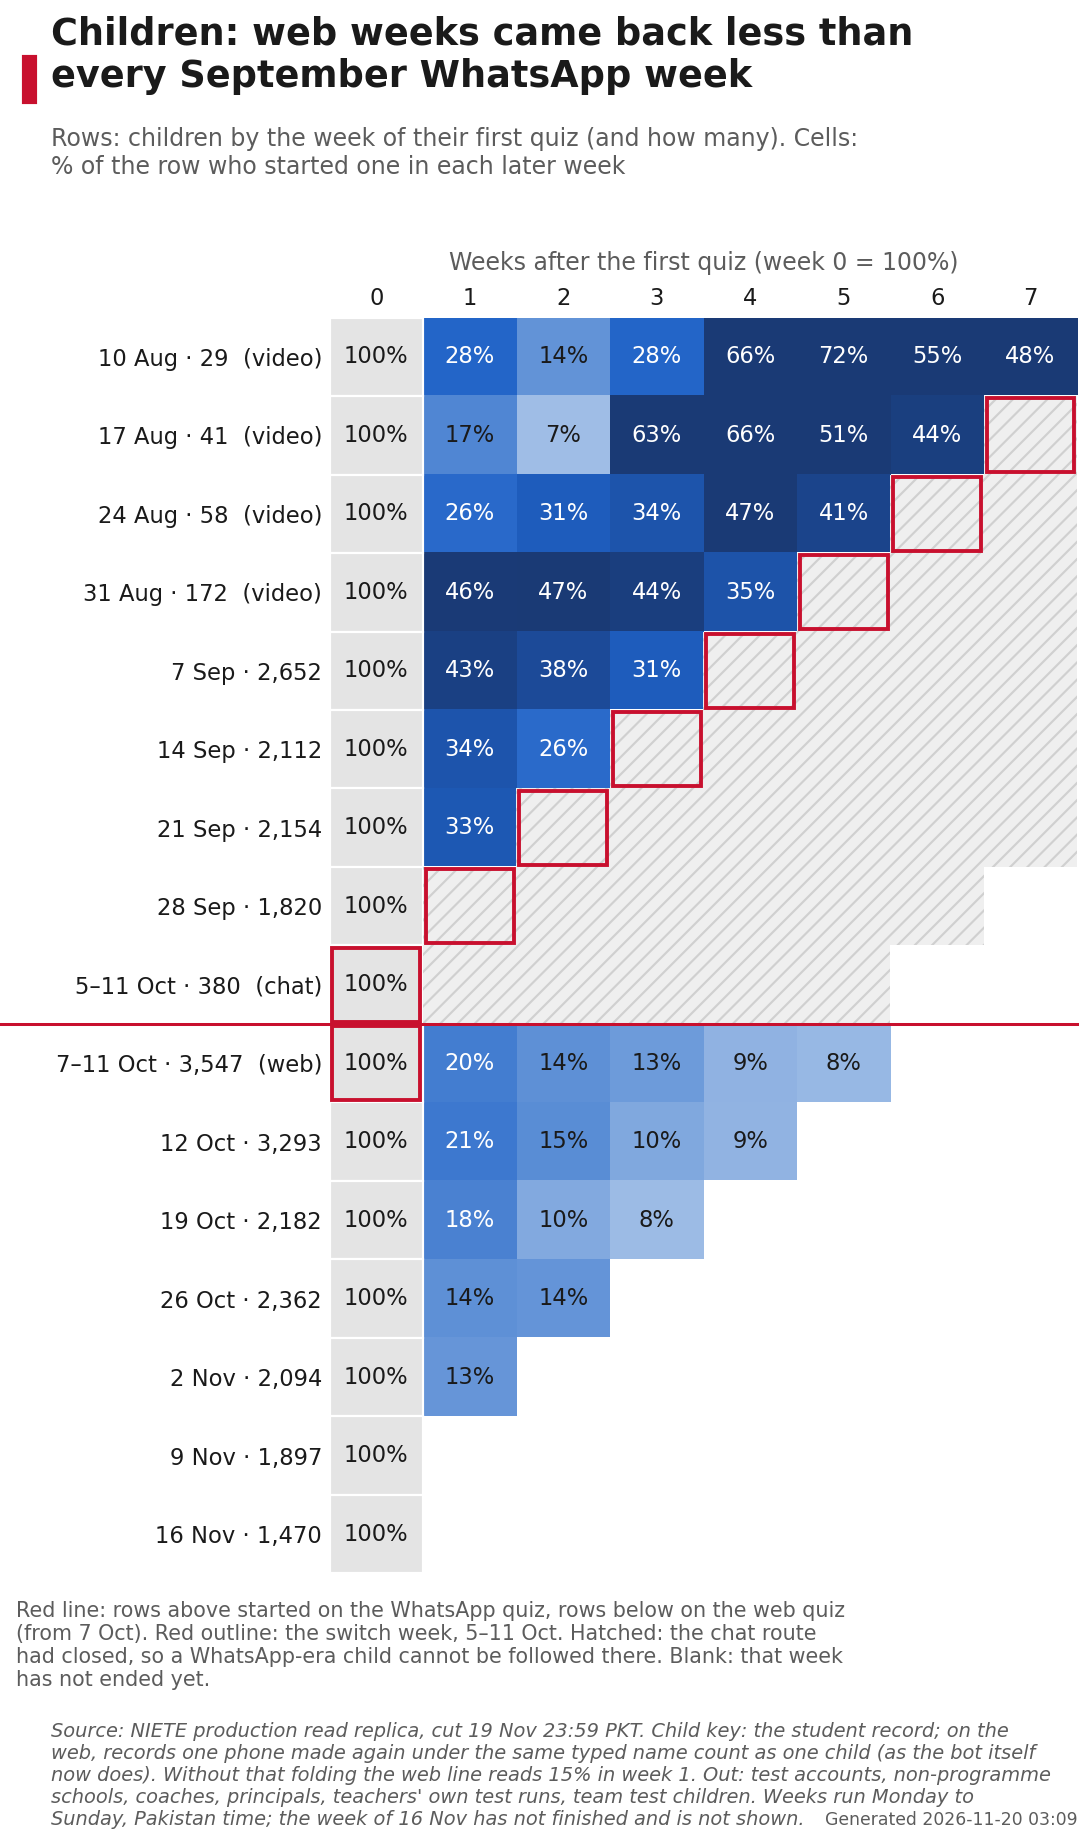 Children: web weeks came back less than
every September WhatsApp week
Rows: children by the week of their first quiz (and how many). Cells:
% of the row who started one in each later week
Weeks after the first quiz (week 0 = 100%)
0 1 2 3 4 5 6 7
10 Aug · 29 (video) 100% 28% 14% 28% 66% 72% 55% 48%
17 Aug · 41 (video) 100% 17% 7% 63% 66% 51% 44%
24 Aug · 58 (video) 100% 26% 31% 34% 47% 41%
31 Aug · 172 (video) 100% 46% 47% 44% 35%
7 Sep · 2,652 100% 43% 38% 31%
14 Sep · 2,112 100% 34% 26%
21 Sep · 2,154 100% 33%
28 Sep · 1,820 100%
5–11 Oct · 380 (chat) 100%
7–11 Oct · 3,547 (web) 100% 20% 14% 13% 9% 8%
12 Oct · 3,293 100% 21% 15% 10% 9%
19 Oct · 2,182 100% 18% 10% 8%
26 Oct · 2,362 100% 14% 14%
2 Nov · 2,094 100% 13%
9 Nov · 1,897 100%
16 Nov · 1,470 100%
Red line: rows above started on the WhatsApp quiz, rows below on the web quiz
(from 7 Oct). Red outline: the switch week, 5–11 Oct. Hatched: the chat route
had closed, so a WhatsApp-era child cannot be followed there. Blank: that week
has not ended yet.
Source: NIETE production read replica, cut 19 Nov 23:59 PKT. Child key: the student record; on the
web, records one phone made again under the same typed name count as one child (as the bot itself
now does). Without that folding the web line reads 15% in week 1. Out: test accounts, non-programme
schools, coaches, principals, teachers' own test runs, team test children. Weeks run Monday to
Sunday, Pakistan time; the week of 16 Nov has not finished and is not shown. Generated 2026-11-20 03:09